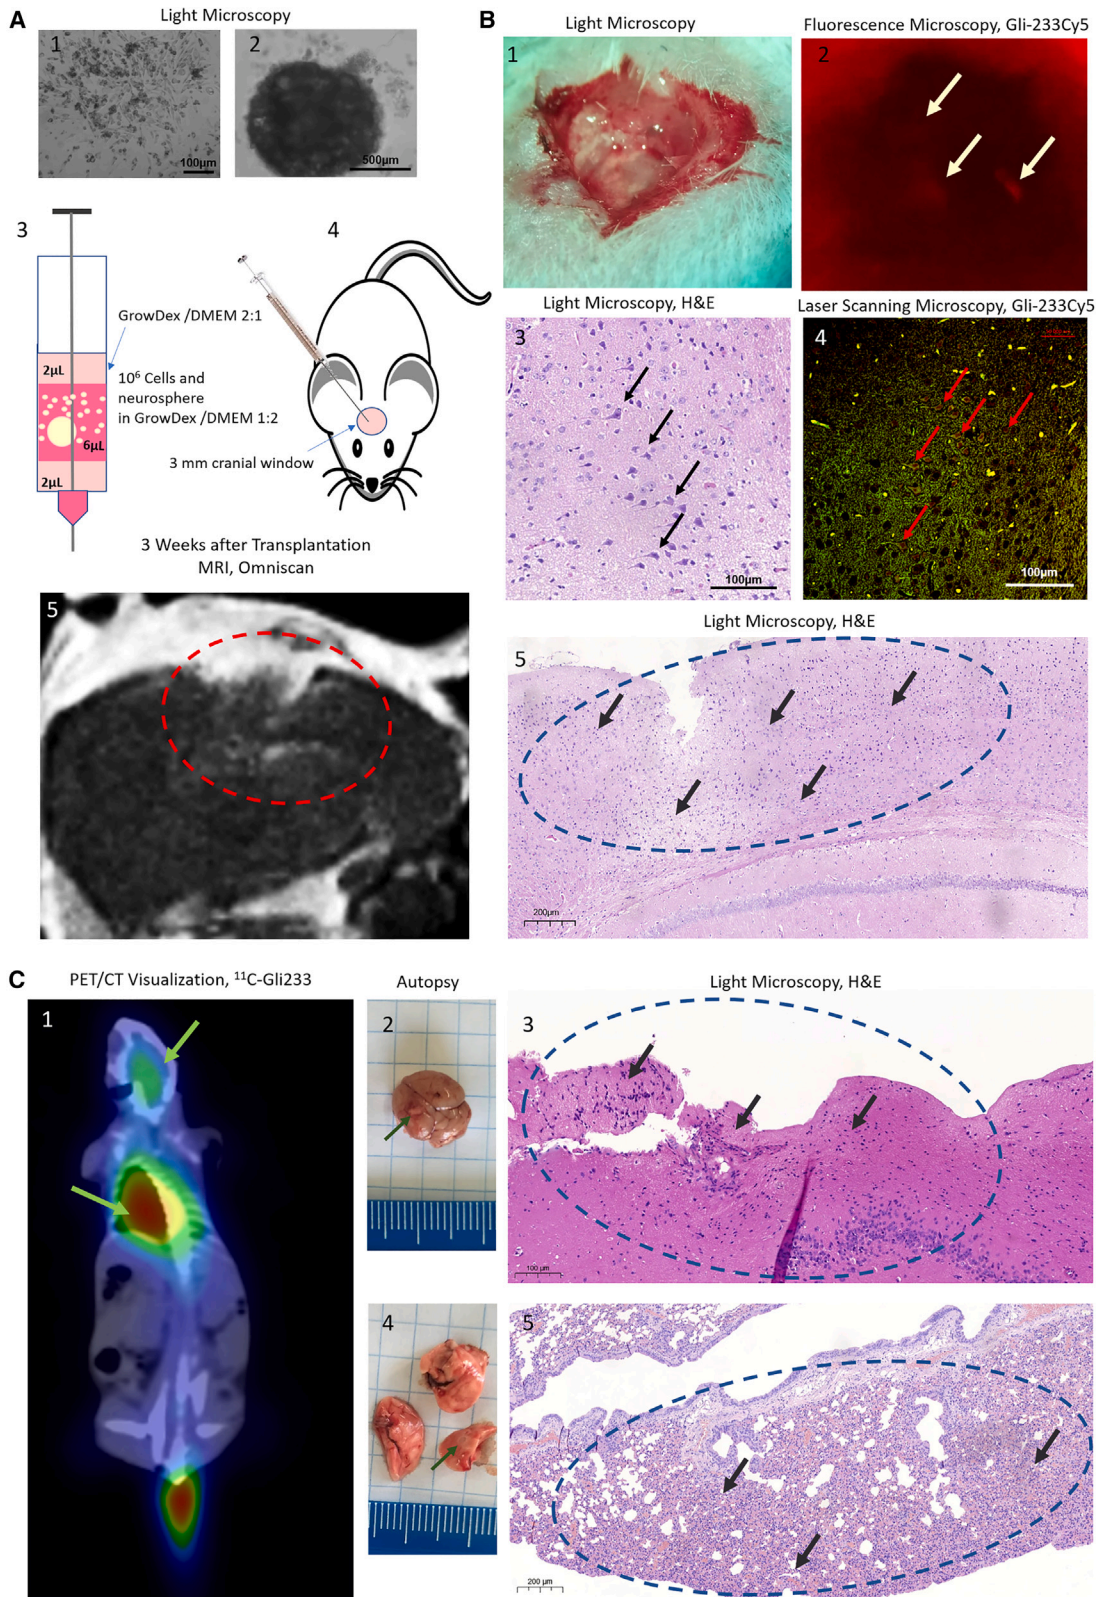 A
Light Microscopy
1
100µm
2
500µm
3
GrowDex /DMEM 2:1
2µL
10⁶ Cells and
neurosphere
in GrowDex /DMEM 1:2
6µL
2µL
4
3 mm cranial window
3 Weeks after Transplantation
MRI, Omniscan
5
B
Light Microscopy
1
Fluorescence Microscopy, Gli-233Cy5
2
Light Microscopy, H&E
3
100µm
Laser Scanning Microscopy, Gli-233Cy5
4
100µm
Light Microscopy, H&E
5
200µm
C
PET/CT Visualization, ¹¹C-Gli233
1
Autopsy
2
4
Light Microscopy, H&E
3
100 µm
5
200 µm